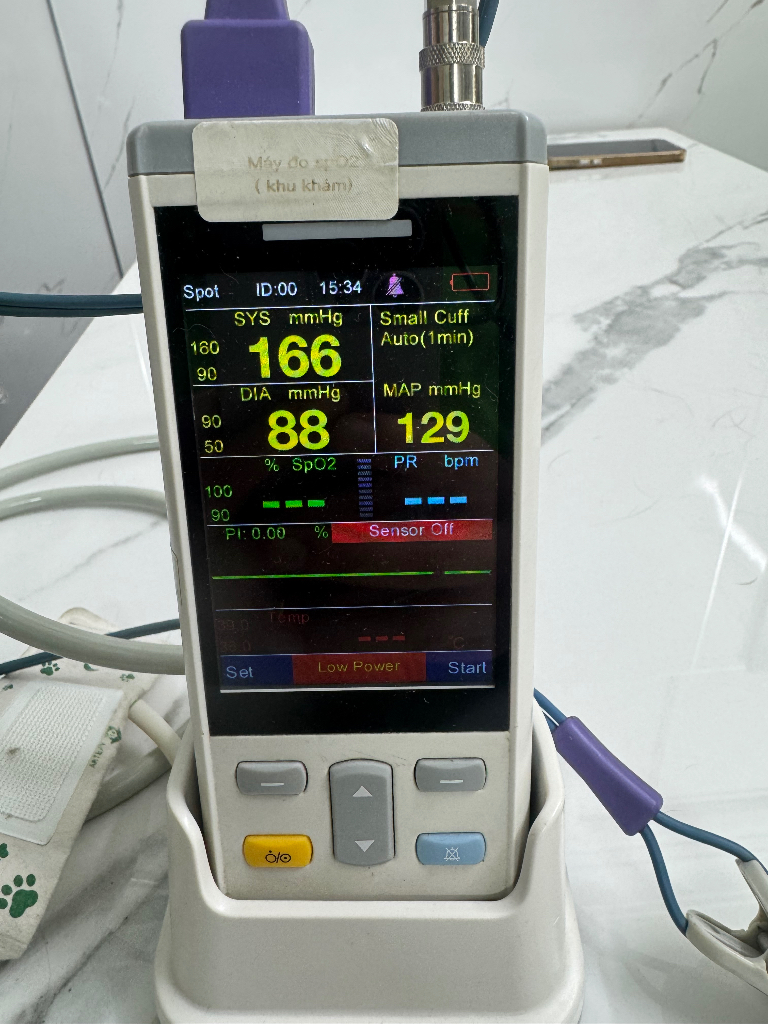 Máy đo spO2
( khu khám)
Spot ID:00 15:34
SYS mmHg
180
90
166
Small Cuff
Auto(1min)
DIA mmHg
90
50
88
MAP mmHg
129
% SpO2
100
90
---
PR bpm
---
PI: 0.00 %
Sensor Off
Temp
---
°C
Set Low Power Start